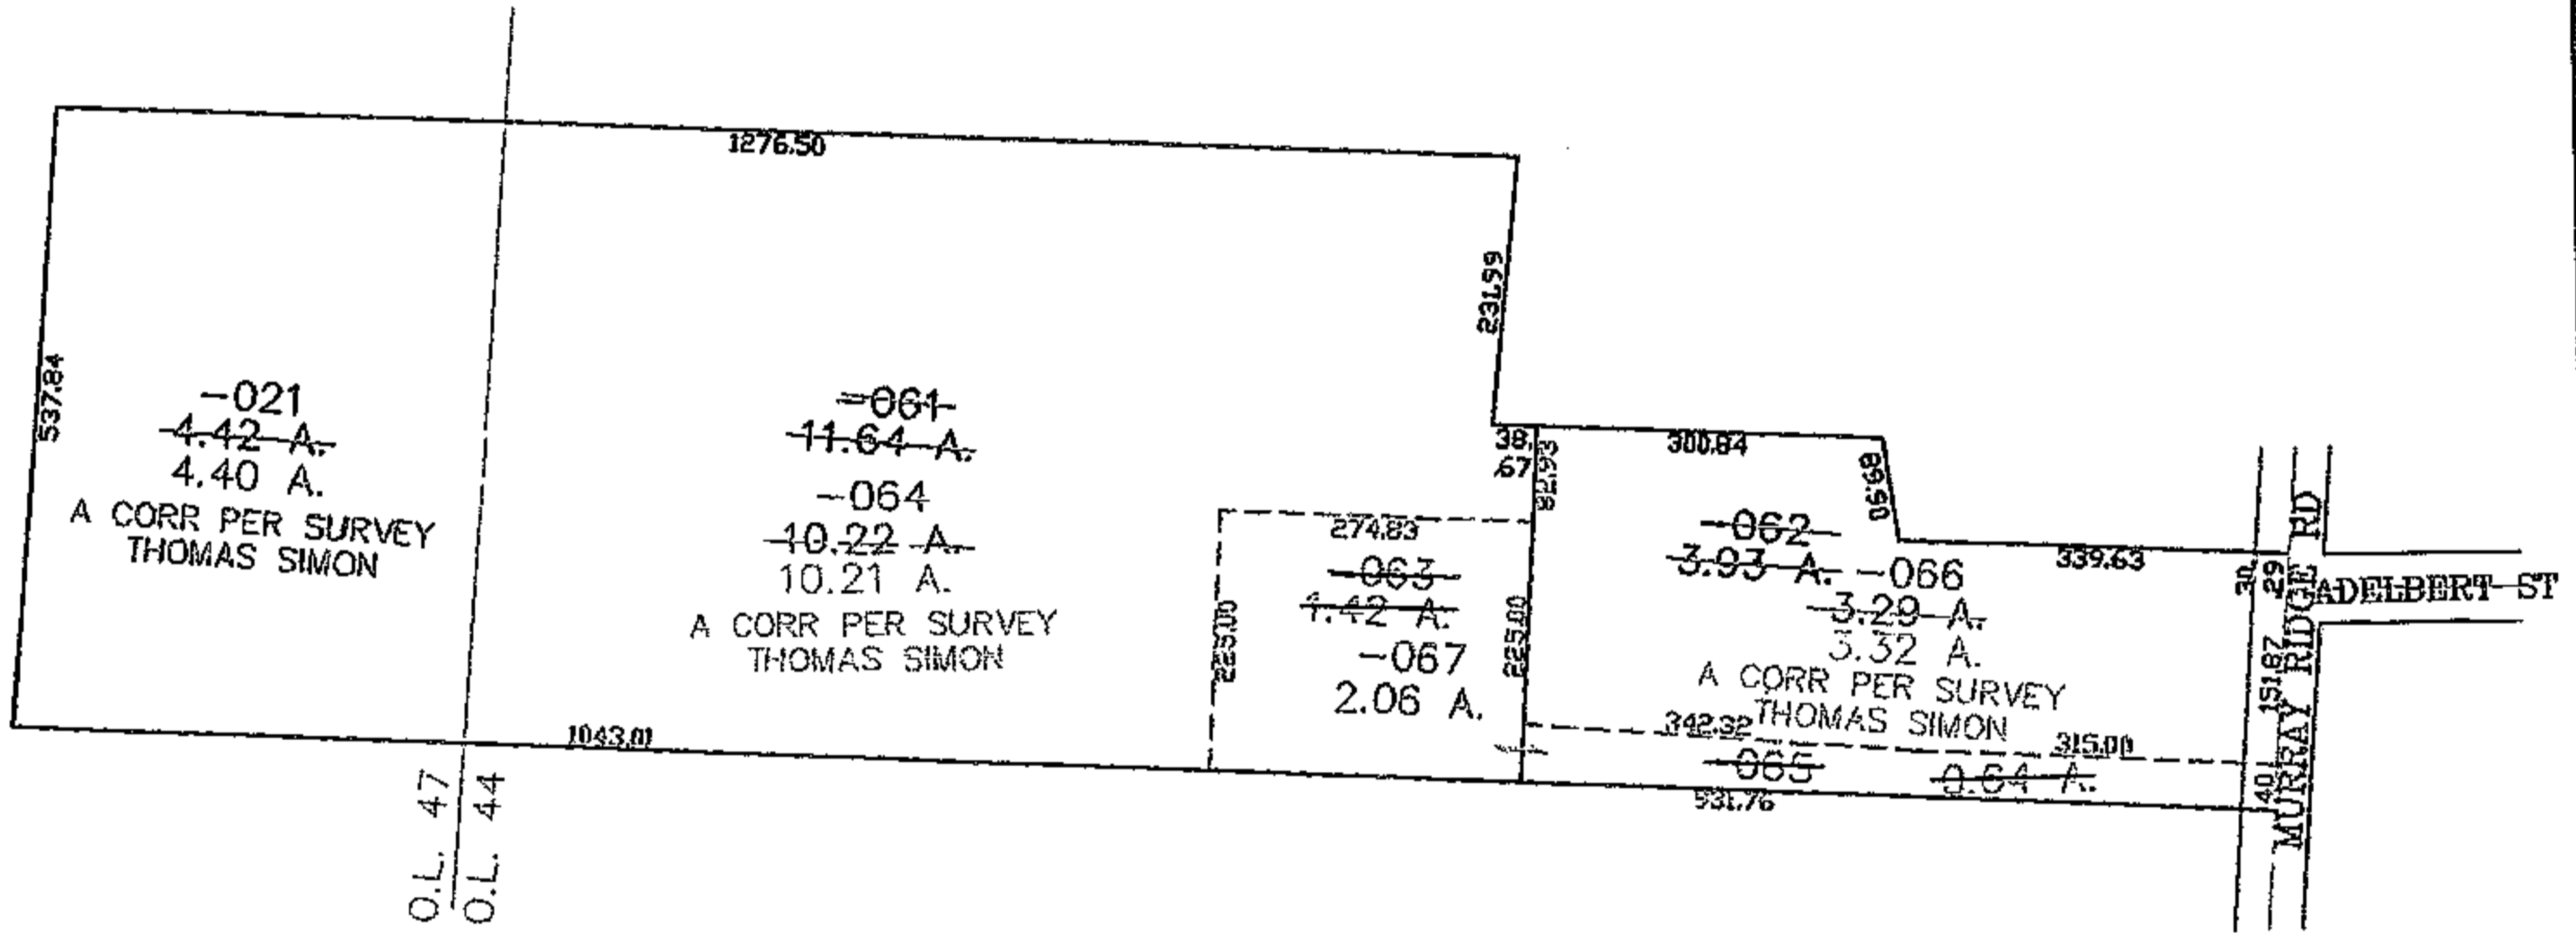 1276.50
231.99
537.84
-021
4.42 A.
4.40 A.
A CORR PER SURVEY
THOMAS SIMON
-061
11.64 A.
-064
10.22 A.
10.21 A.
A CORR PER SURVEY
THOMAS SIMON
38.
67
82.93
300.84
89.90
274.83
-063
1.42 A.
-067
2.06 A.
225.00
225.00
-062
3.93 A.
-066
3.29 A.
3.32 A.
A CORR PER SURVEY
THOMAS SIMON
339.63
30.
29
151.87
40
MURRAY RIDGE RD
ADELBERT ST
342.32
315.00
-065
0.64 A.
931.76
1043.01
O.L. 47
O.L. 44